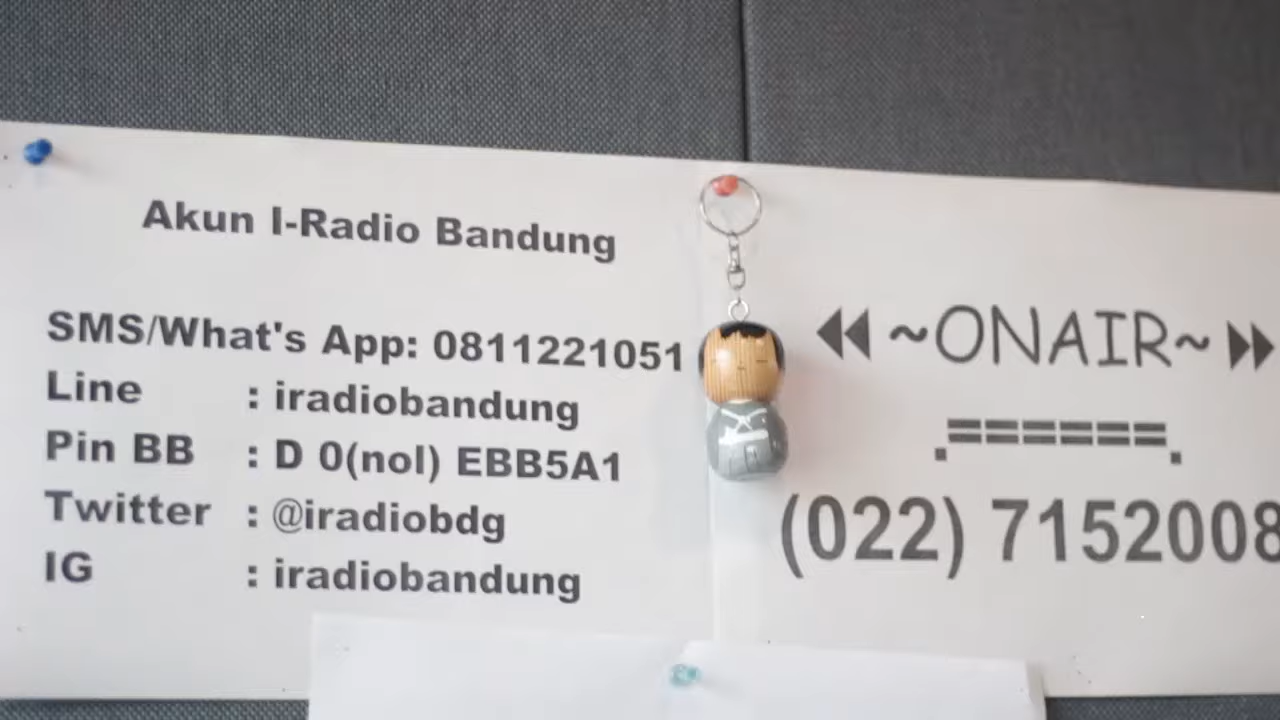 Akun I-Radio Bandung
SMS/What's App: 0811221051
Line : iradiobandung
Pin BB : D 0(nol) EBB5A1
Twitter : @iradiobdg
IG : iradiobandung
~ONAIR~
.======.
(022) 7152008